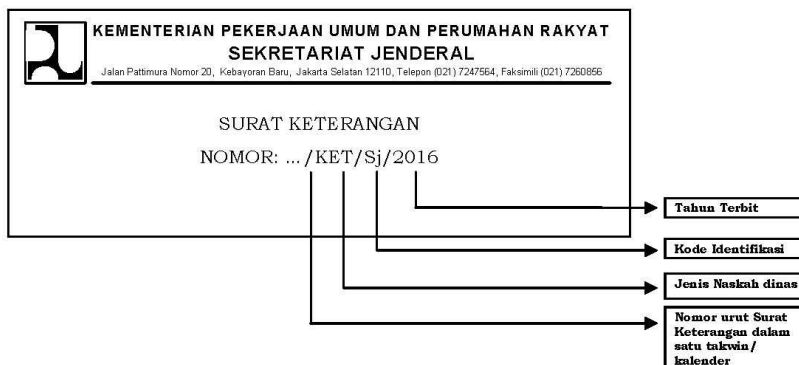 KEMENTERIAN PEKERJAAN UMUM DAN PERUMAHAN RAKYAT
SEKRETARIAT JENDERAL
Jalan Pattimura Nomor 20, Kebayoran Baru, Jakarta Selatan 12110, Telepon (021) 7247564, Faksimili (021) 7260856
SURAT KETERANGAN
NOMOR: .../KET/Sj/2016
Tahun Terbit
Kode Identifikasi
Jenis Naskah dinas
Nomor urut Surat
Keterangan dalam
satu takwin/
kalender